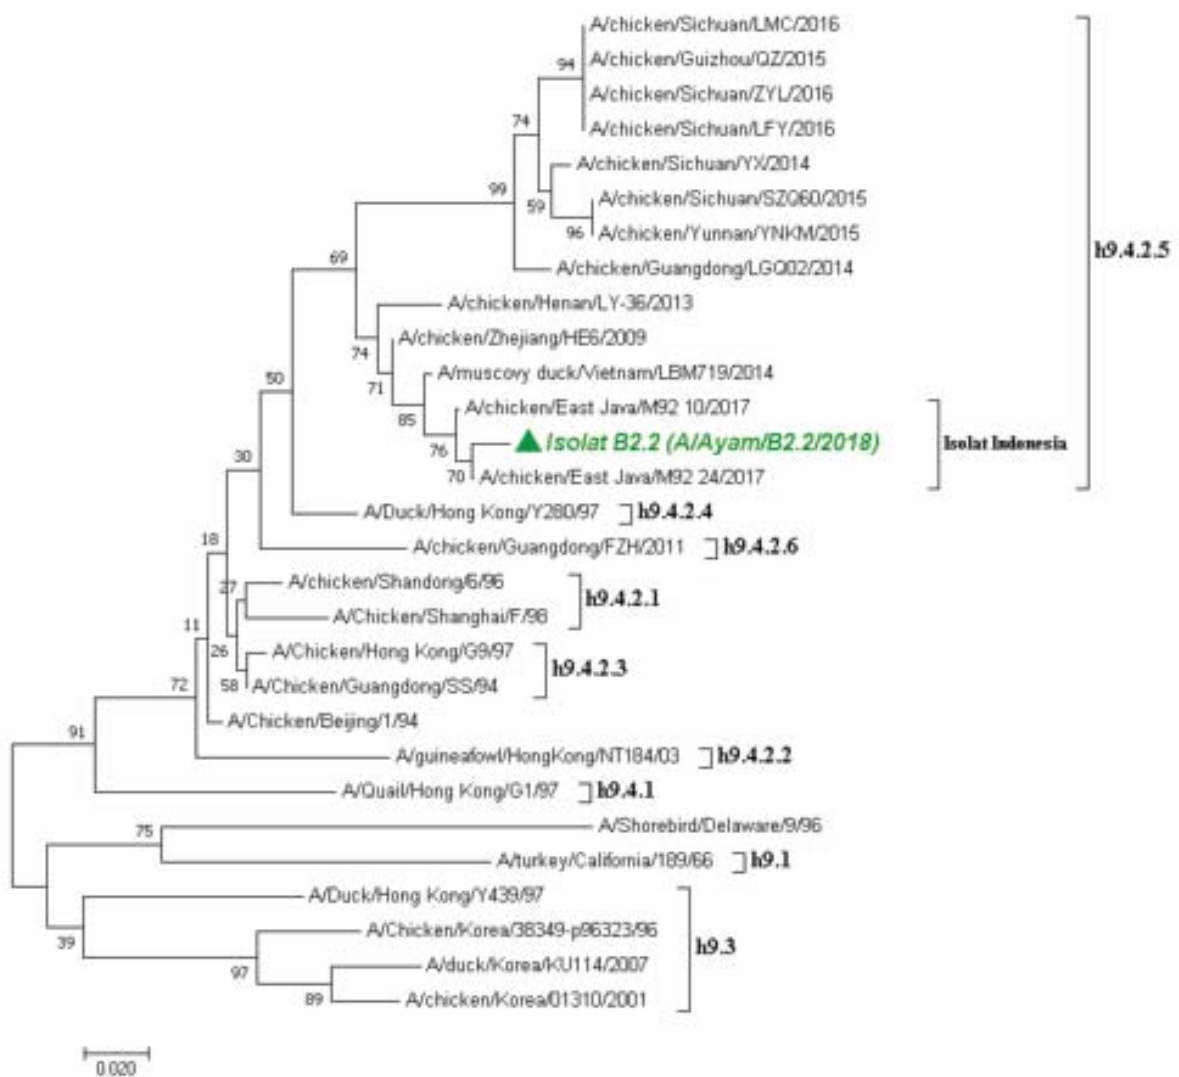 A/chicken/Sichuan/LMC/2016
94
A/chicken/Guizhou/QZ/2015
A/chicken/Sichuan/ZYL/2016
74
A/chicken/Sichuan/LFY/2016
A/chicken/Sichuan/YX/2014
99
A/chicken/Sichuan/SZQ60/2015
59
96
A/chicken/Yunnan/YNKM/2015
h9.4.2.5
69
A/chicken/Guangdong/LGQ02/2014
A/chicken/Henan/LY-36/2013
A/chicken/Zhejiang/HE6/2009
74
50
A/muscovy duck/Vietnam/LBM719/2014
71
A/chicken/East Java/M92 10/2017
85
Isolat B2.2 (A/Ayam/B2.2/2018)
Isolat Indonesia
76
30
70
A/chicken/East Java/M92 24/2017
A/Duck/Hong Kong/Y280/97
h9.4.2.4
18
A/chicken/Guangdong/FZH/2011
h9.4.2.6
27
A/chicken/Shandong/6/96
h9.4.2.1
A/Chicken/Shanghai/F/98
11
26
A/Chicken/Hong Kong/G9/97
h9.4.2.3
72
58
A/Chicken/Guangdong/SS/94
A/Chicken/Beijing/1/94
91
A/guineafowl/HongKong/NT184/03
h9.4.2.2
A/Quail/Hong Kong/G1/97
h9.4.1
75
A/Shorebird/Delaware/9/96
A/turkey/California/189/66
h9.1
A/Duck/Hong Kong/Y439/97
39
A/Chicken/Korea/38349-p96323/96
h9.3
97
A/duck/Korea/KU114/2007
89
A/chicken/Korea/01310/2001
0.020